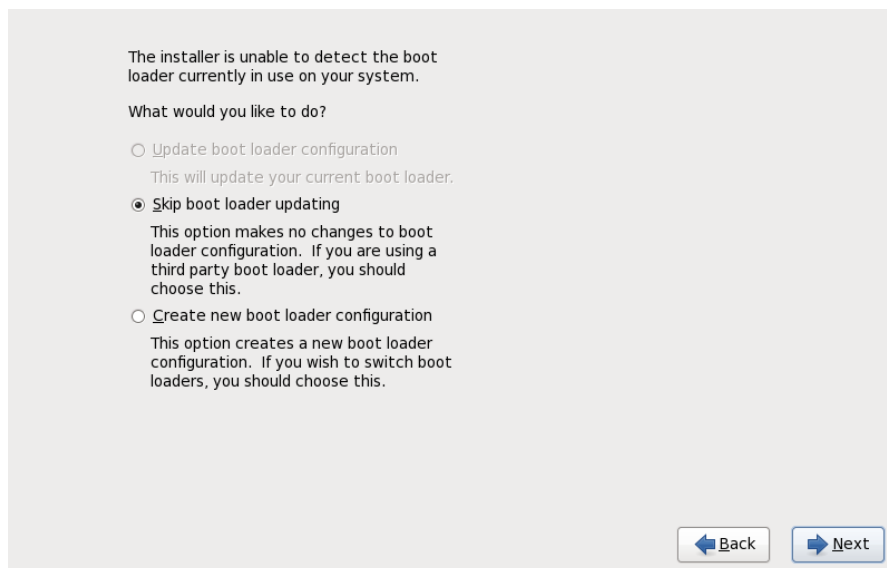 The installer is unable to detect the boot
loader currently in use on your system.
What would you like to do?
Update boot loader configuration
This will update your current boot loader.
Skip boot loader updating
This option makes no changes to boot
loader configuration.  If you are using a
third party boot loader, you should
choose this.
Create new boot loader configuration
This option creates a new boot loader
configuration.  If you wish to switch boot
loaders, you should choose this.
Back
Next